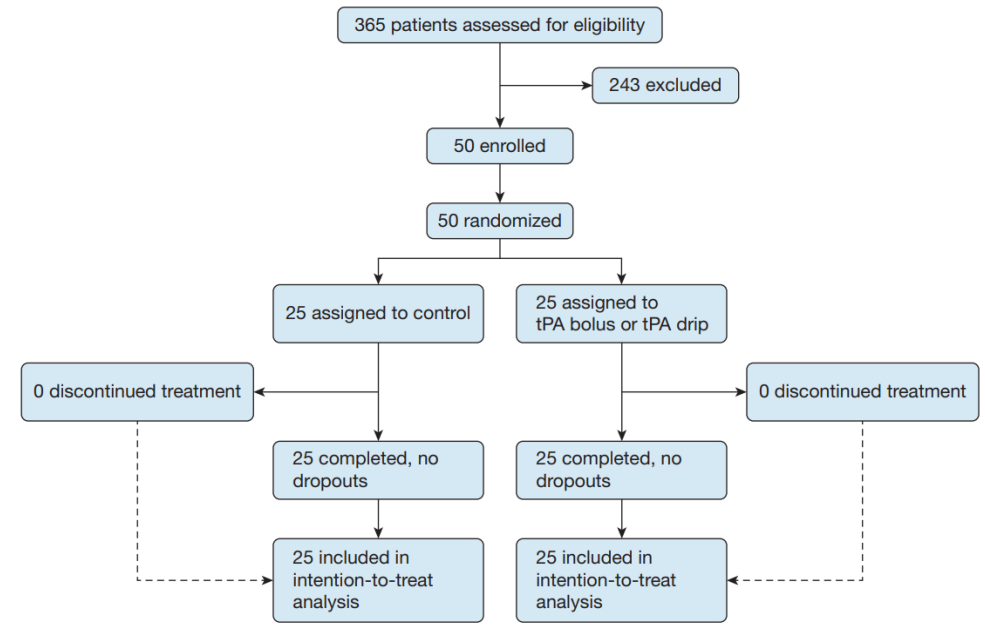 365 patients assessed for eligibility
243 excluded
50 enrolled
50 randomized
25 assigned to control
25 assigned to
tPA bolus or tPA drip
0 discontinued treatment
0 discontinued treatment
25 completed, no
dropouts
25 completed, no
dropouts
25 included in
intention-to-treat
analysis
25 included in
intention-to-treat
analysis